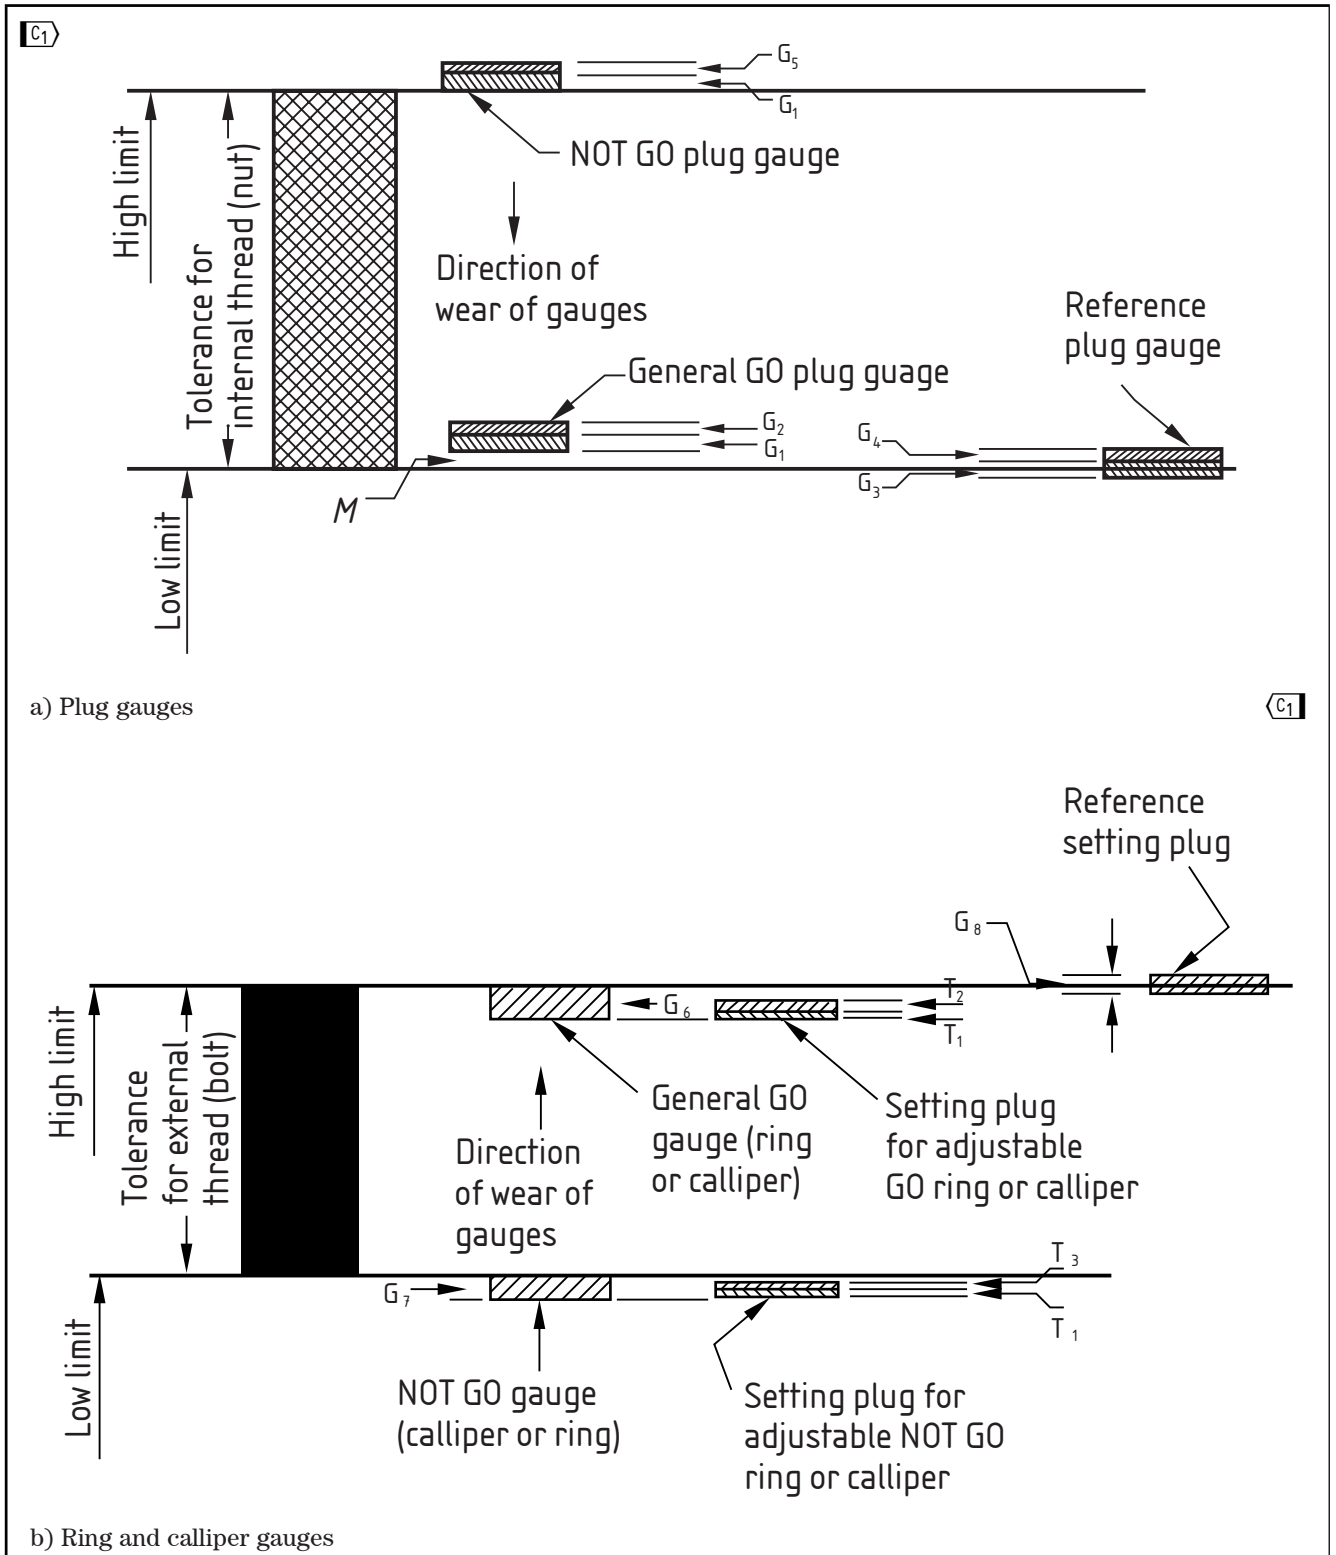 C1
G5
G1
NOT GO plug gauge
High limit
Tolerance for
internal thread (nut)
Direction of
wear of gauges
Reference
plug gauge
General GO plug guage
G2
G1
G4
G3
M
Low limit
a) Plug gauges
C1
Reference
setting plug
G8
T2
G6
T1
High limit
Tolerance
for external
thread (bolt)
General GO
gauge (ring
or calliper)
Setting plug
for adjustable
GO ring or calliper
Direction
of wear of
gauges
T3
G7
T1
Low limit
NOT GO gauge
(calliper or ring)
Setting plug for
adjustable NOT GO
ring or calliper
b) Ring and calliper gauges